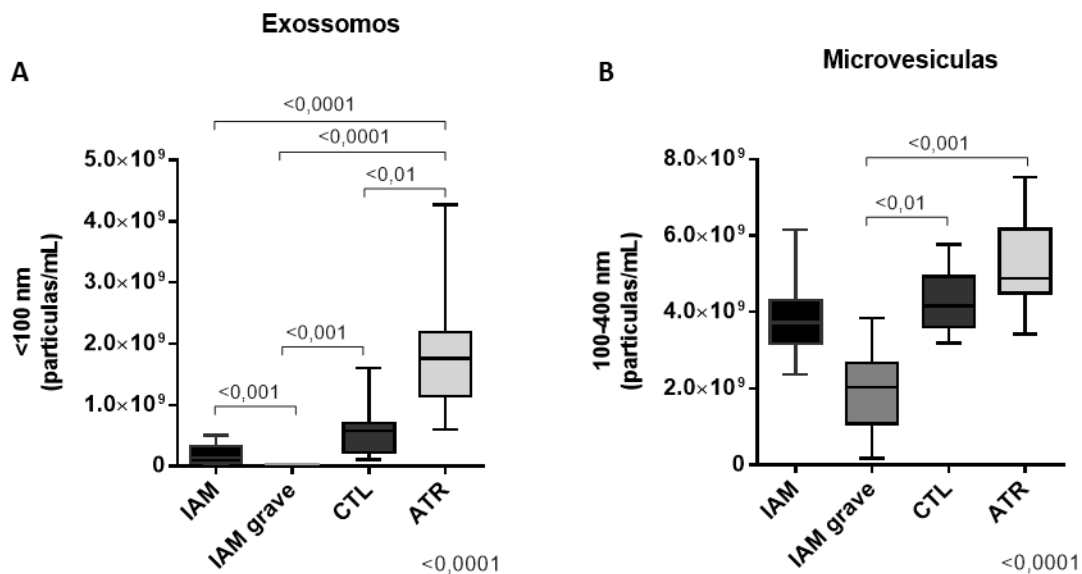 Exossomos
A
<0,0001
<0,0001
<0,01
<0,001
<0,001
<100 nm
(particulas/mL)
5.0×10⁹
4.0×10⁹
3.0×10⁹
2.0×10⁹
1.0×10⁹
0
IAM
IAM grave
CTL
ATR
<0,0001
Microvesiculas
B
<0,001
<0,01
100-400 nm
(particulas/mL)
8.0×10⁹
6.0×10⁹
4.0×10⁹
2.0×10⁹
0
IAM
IAM grave
CTL
ATR
<0,0001